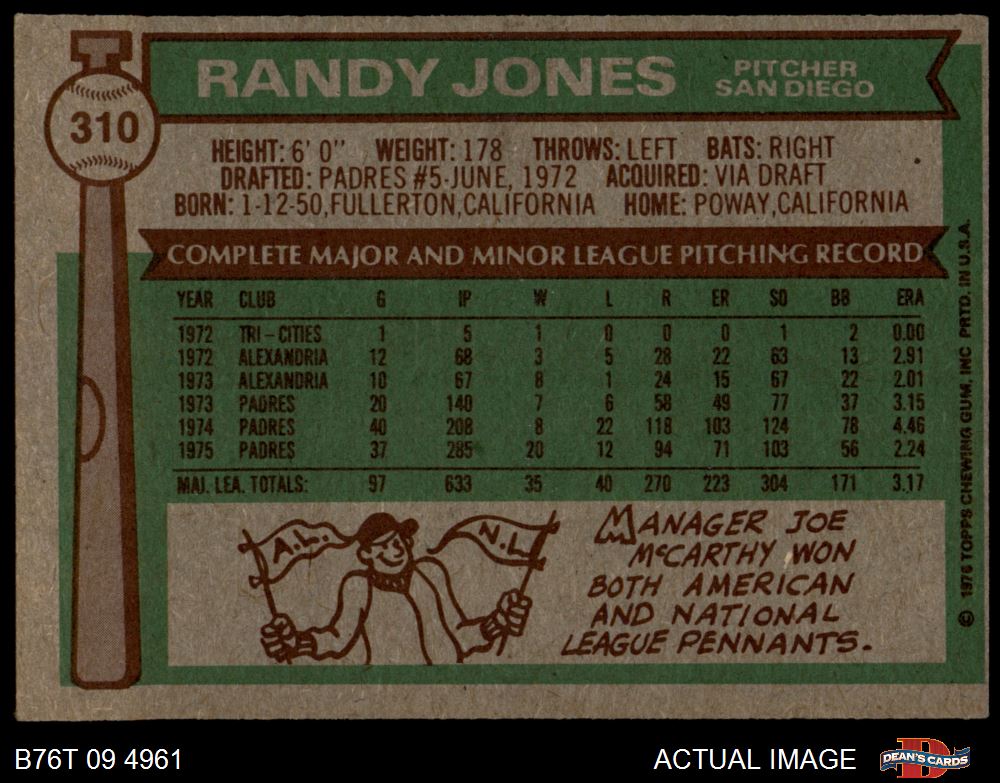 RANDY JONES
PITCHER
SAN DIEGO
310
HEIGHT: 6' 0" WEIGHT: 178 THROWS: LEFT BATS: RIGHT
DRAFTED: PADRES #5-JUNE, 1972 ACQUIRED: VIA DRAFT
BORN: 1-12-50, FULLERTON, CALIFORNIA HOME: POWAY, CALIFORNIA
COMPLETE MAJOR AND MINOR LEAGUE PITCHING RECORD
YEAR CLUB G IP W L R ER SO BB ERA
1972 TRI-CITIES 1 5 1 0 0 0 1 2 0.00
1972 ALEXANDRIA 12 68 3 5 28 22 63 13 2.91
1973 ALEXANDRIA 10 67 8 1 24 15 67 22 2.01
1973 PADRES 20 140 7 6 58 49 77 37 3.15
1974 PADRES 40 208 8 22 118 103 124 78 4.46
1975 PADRES 37 285 20 12 94 71 103 56 2.24
MAJ. LEA. TOTALS: 97 633 35 40 270 223 304 171 3.17
A.L.
N.L.
MANAGER JOE
McCARTHY WON
BOTH AMERICAN
AND NATIONAL
LEAGUE PENNANTS.
© 1976 TOPPS CHEWING GUM, INC PRTD. IN U.S.A.
B76T 09 4961
ACTUAL IMAGE
DEAN'S CARDS